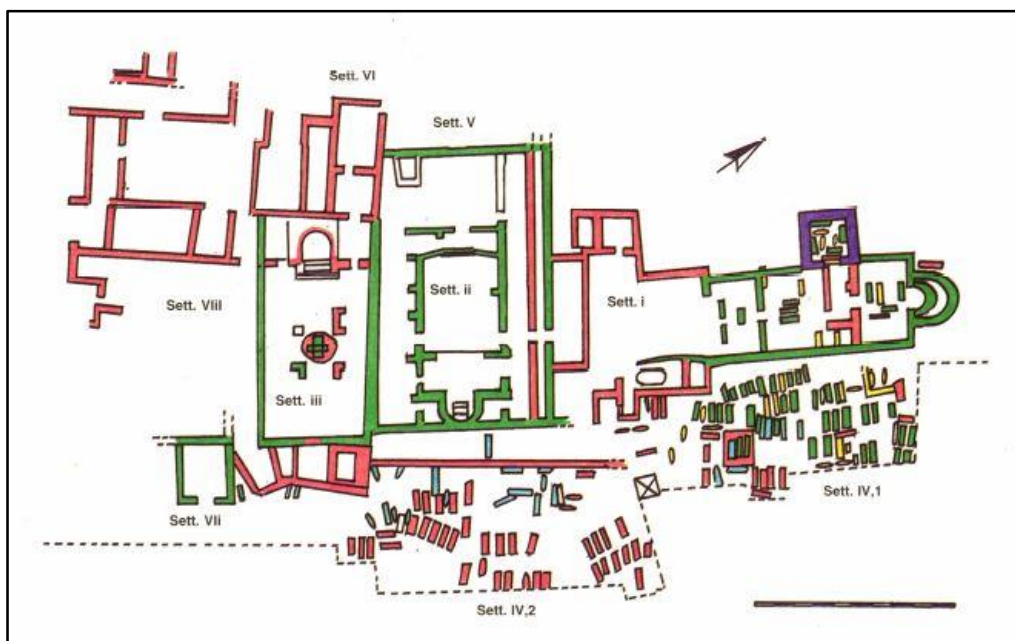 Sett. VI
Sett. V
Sett. ii
Sett. i
Sett. VIiI
Sett. iii
Sett. VIi
Sett. IV,1
Sett. IV,2